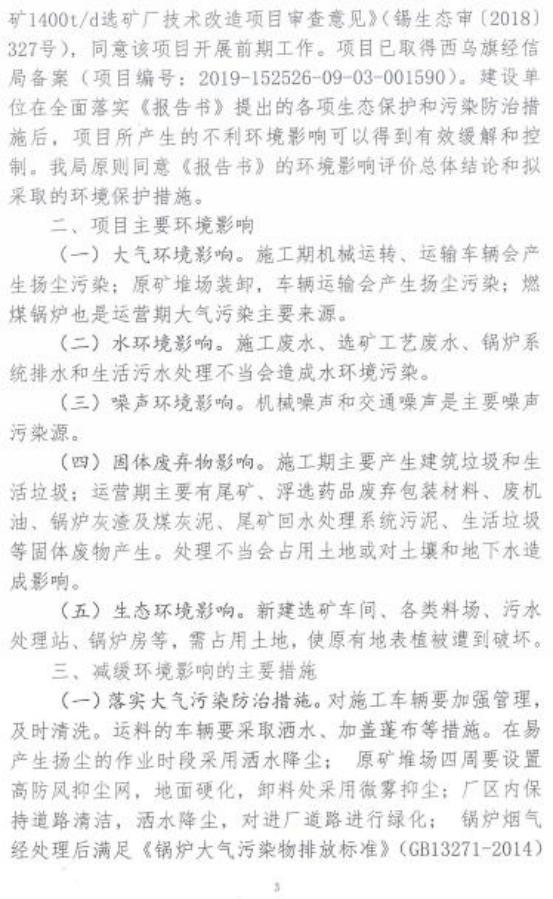 矿1400t/d选矿厂技术改造项目审查意见》(锡生态审〔2018〕
327号)，同意该项目开展前期工作。项目已取得西乌旗经信
局备案（项目编号：2019-152526-09-03-001590）。建设单
位在全面落实《报告书》提出的各项生态保护和污染防治措
施后，项目所产生的不利环境影响可以得到有效缓解和控
制。我局原则同意《报告书》的环境影响评价总体结论和拟
采取的环境保护措施。
二、项目主要环境影响
（一）大气环境影响。施工期机械运转、运输车辆会产
生扬尘污染；原矿堆场装卸，车辆运输会产生扬尘污染；燃
煤锅炉也是运营期大气污染主要来源。
（二）水环境影响。施工废水、选矿工艺废水、锅炉系
统排水和生活污水处理不当会造成水环境污染。
（三）噪声环境影响。机械噪声和交通噪声是主要噪声
污染源。
（四）固体废弃物影响。施工期主要产生建筑垃圾和生
活垃圾；运营期主要有尾矿、浮选药品废弃包装材料、废机
油、锅炉灰渣及煤灰泥、尾矿回水处理系统污泥、生活垃圾
等固体废物产生。处理不当会占用土地或对土壤和地下水造
成影响。
（五）生态环境影响。新建选矿车间、各类料场、污水
处理站、锅炉房等，需占用土地，使原有地表植被遭到破坏。
三、减缓环境影响的主要措施
（一）落实大气污染防治措施。对施工车辆要加强管理，
及时清洗。运料的车辆要采取洒水、加盖蓬布等措施。在易
产生扬尘的作业时段采用洒水降尘； 原矿堆场四周要设置
高防风抑尘网，地面硬化，卸料处采用微雾抑尘；厂区内保
持道路清洁，洒水降尘，对进厂道路进行绿化； 锅炉烟气
经处理后满足《锅炉大气污染物排放标准》（GB13271-2014）
3